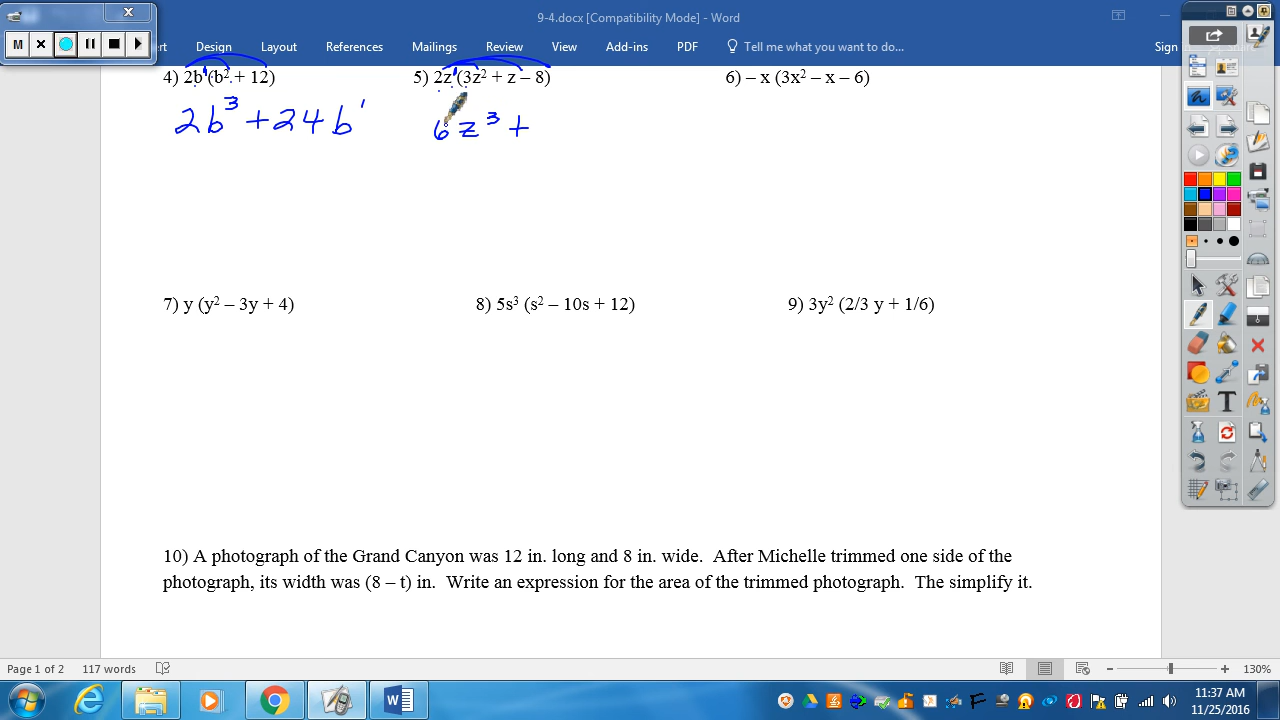 9-4.docx [Compatibility Mode] - Word
M
ert Design Layout References Mailings Review View Add-ins PDF Tell me what you want to do... Sign
4) 2b¹(b² + 12) 5) 2z¹(3z² + z – 8) 6) – x (3x² – x – 6)
2b³ + 24b¹ 6z³ +
7) y (y² – 3y + 4) 8) 5s³ (s² – 10s + 12) 9) 3y² (2/3 y + 1/6)
10) A photograph of the Grand Canyon was 12 in. long and 8 in. wide. After Michelle trimmed one side of the
photograph, its width was (8 – t) in. Write an expression for the area of the trimmed photograph. The simplify it.
Page 1 of 2 117 words 130%
11:37 AM
11/25/2016